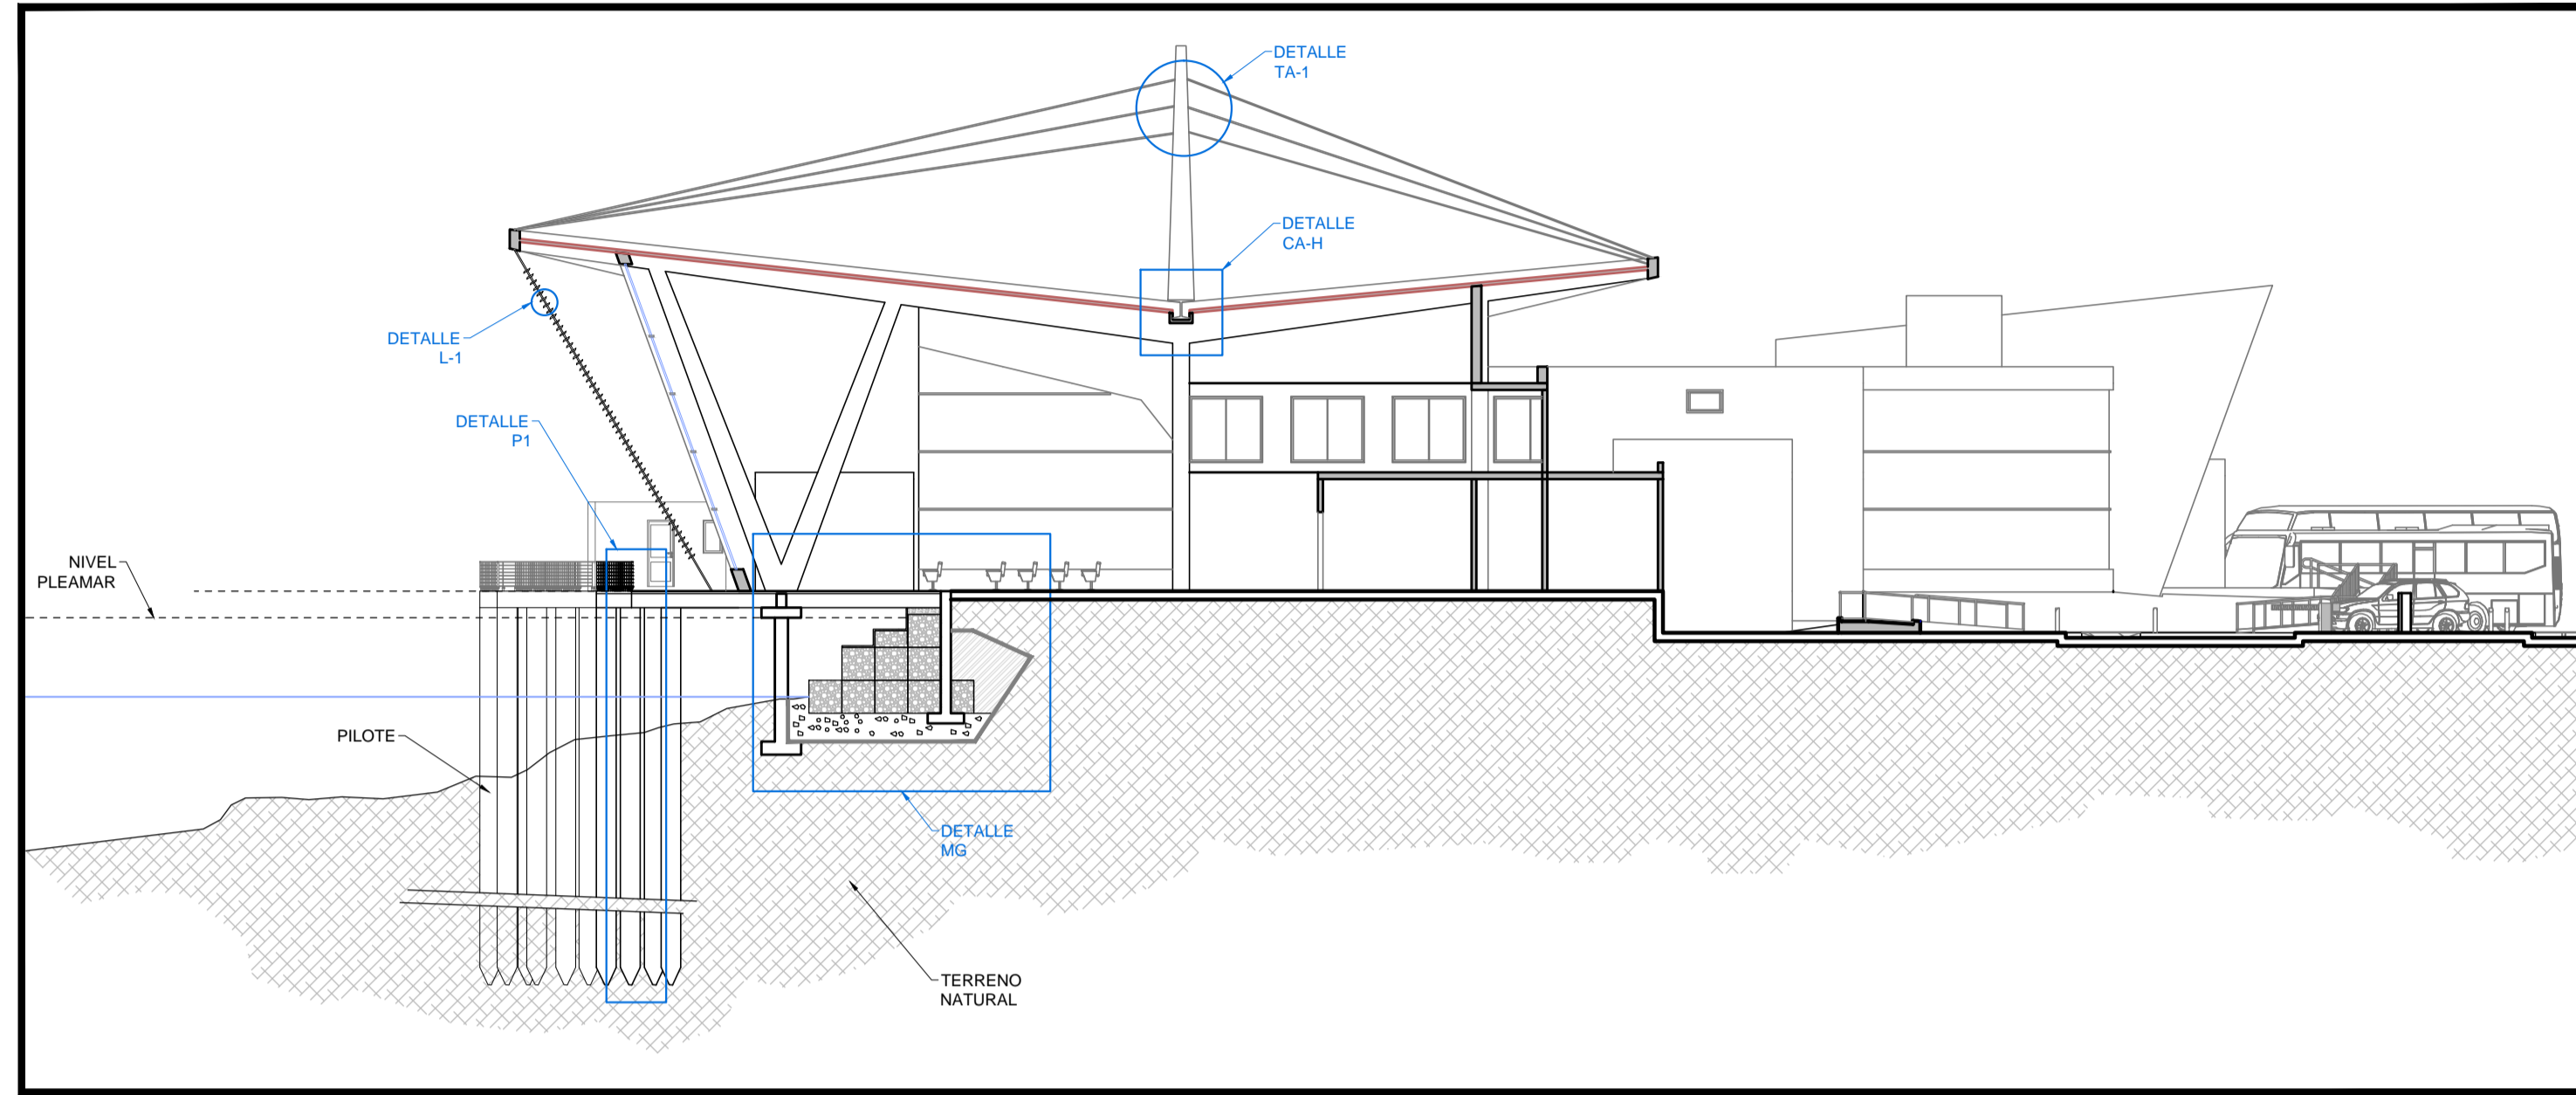 DETALLE
TA-1
DETALLE
CA-H
DETALLE
L-1
DETALLE
P1
NIVEL
PLEAMAR
PILOTE
DETALLE
MG
TERRENO
NATURAL